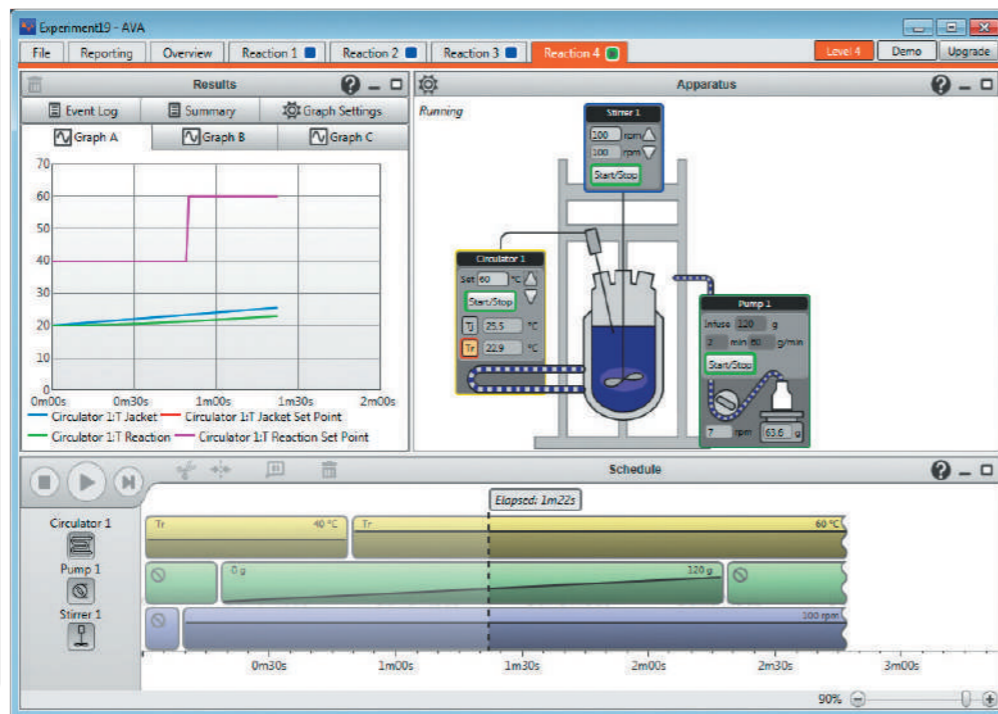 Experiment19 - AVA
File Reporting Overview Reaction 1 Reaction 2 Reaction 3 Reaction 4 Level 4 Demo Upgrade
Results
Event Log Summary Graph Settings
Graph A Graph B Graph C
70
60
50
40
30
20
10
0
0m00s 0m30s 1m00s 1m30s 2m00s
Circulator 1:T Jacket Circulator 1:T Jacket Set Point
Circulator 1:T Reaction Circulator 1:T Reaction Set Point
Apparatus
Running
Stirrer 1
100 rpm
100 rpm
Start/Stop
Circulator 1
Set 60 °C
Start/Stop
Tj 25.5 °C
Tr 22.9 °C
Pump 1
Infuse 120 g
2 min 60 g/min
Start/Stop
7 rpm 63.6 g
Schedule
Elapsed: 1m22s
Circulator 1
Tr 40 °C Tr 60 °C
Pump 1
0 g 120 g
Stirrer 1
100 rpm
0m30s 1m00s 1m30s 2m00s 2m30s 3m00s
90%